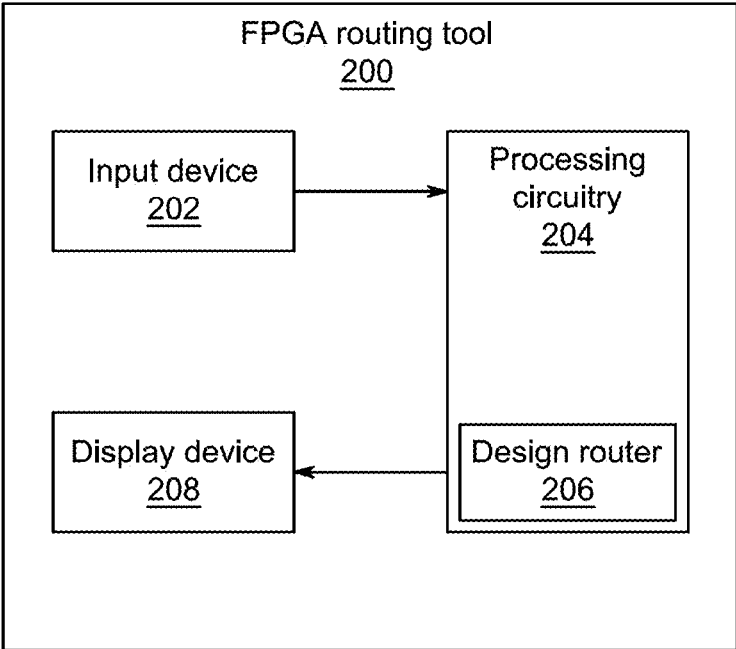 FPGA routing tool
200
Input device
202
Processing
circuitry
204
Display device
208
Design router
206